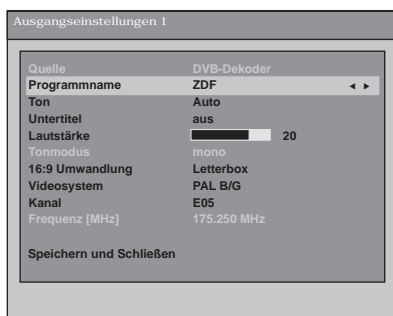 Ausgangseinstellungen 1
Quelle DVB-Dekoder
Programmname ZDF
Ton Auto
Untertitel aus
Lautstärke 20
Tonmodus mono
16:9 Umwandlung Letterbox
Videosystem PAL B/G
Kanal E05
Frequenz [MHz] 175.250 MHz
Speichern und Schließen